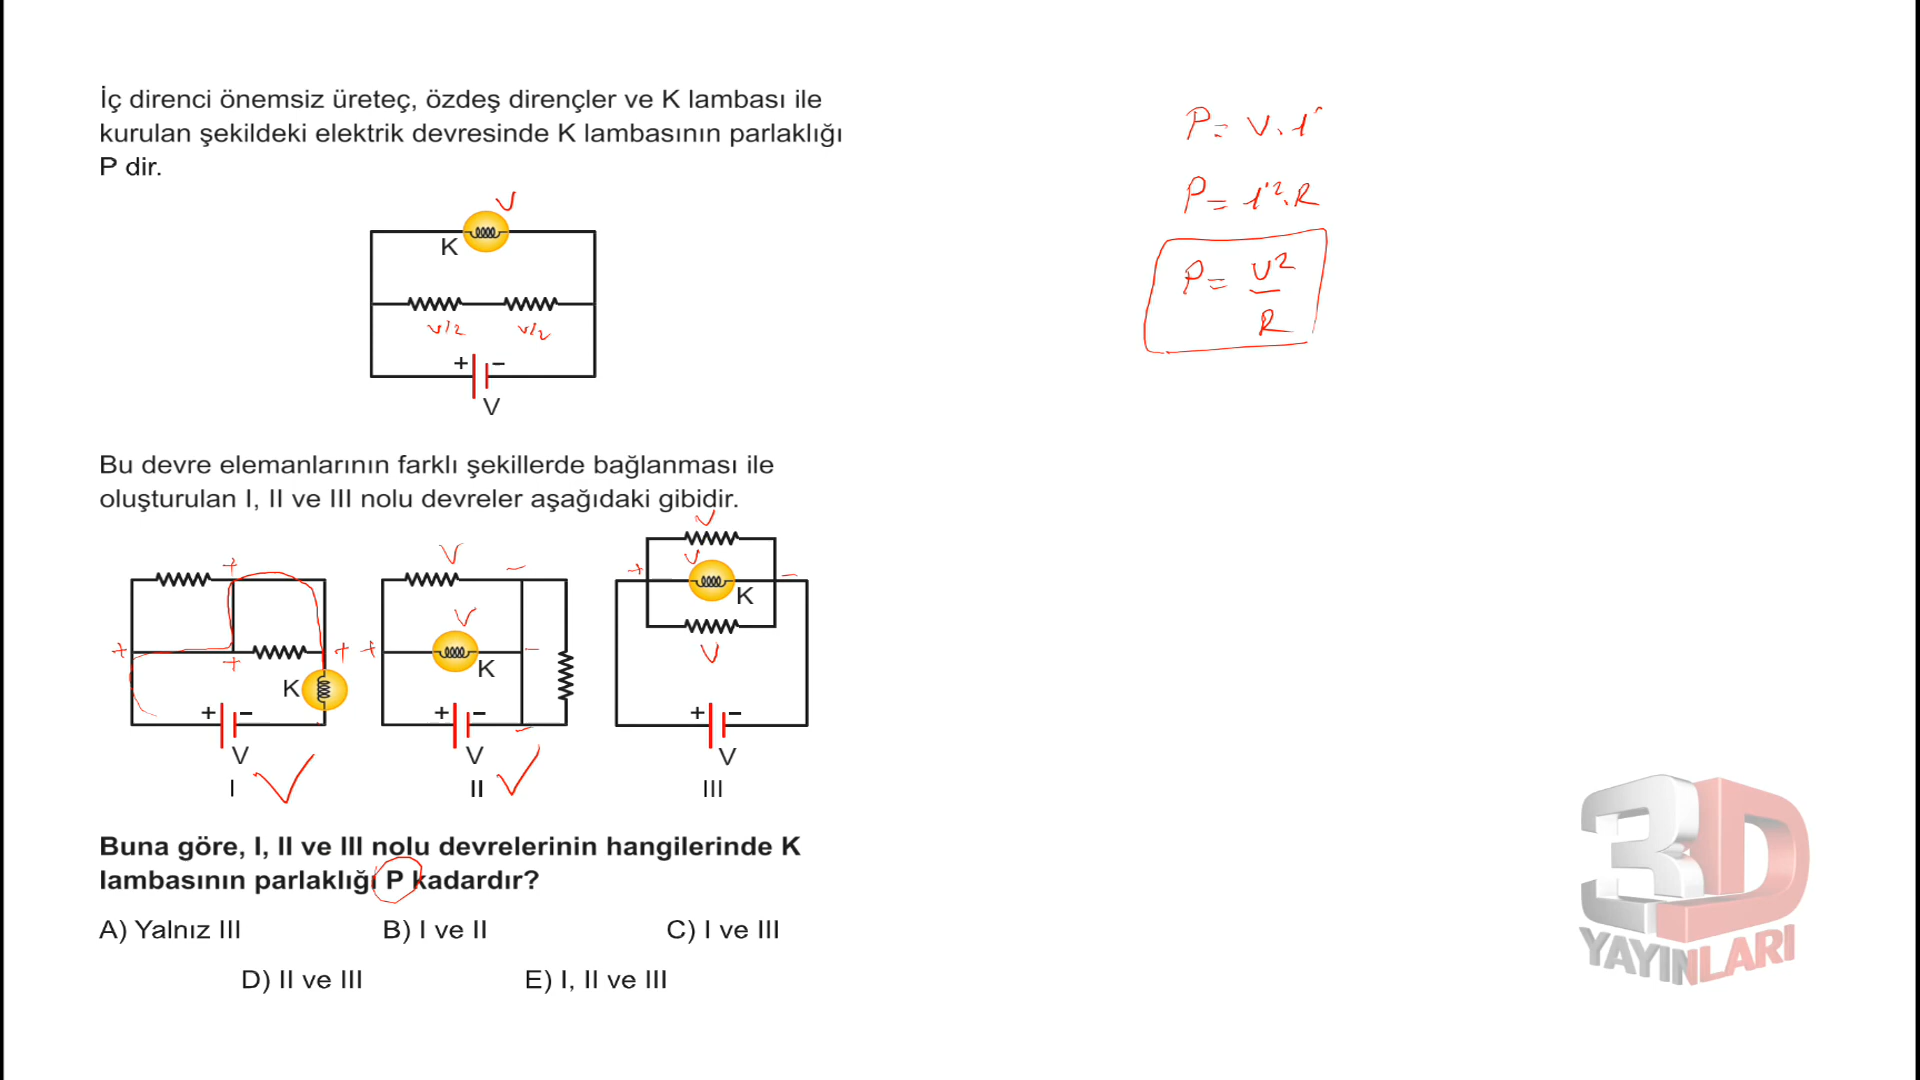 İç direnci önemsiz üreteç, özdeş dirençler ve K lambası ile
kurulan şekildeki elektrik devresinde K lambasının parlaklığı
P dir.
P = V.i
P = i².R
P = V²
R
V
K
V/2 V/2
+ −
V
Bu devre elemanlarının farklı şekillerde bağlanması ile
oluşturulan I, II ve III nolu devreler aşağıdaki gibidir.
V
+ V − + V −
K
+ + + + V − V
K
K
+ − + − − + −
V V V
I II III
Buna göre, I, II ve III nolu devrelerinin hangilerinde K
lambasının parlaklığı P kadardır?
A) Yalnız III B) I ve II C) I ve III
D) II ve III E) I, II ve III
3D
YAYINLARI